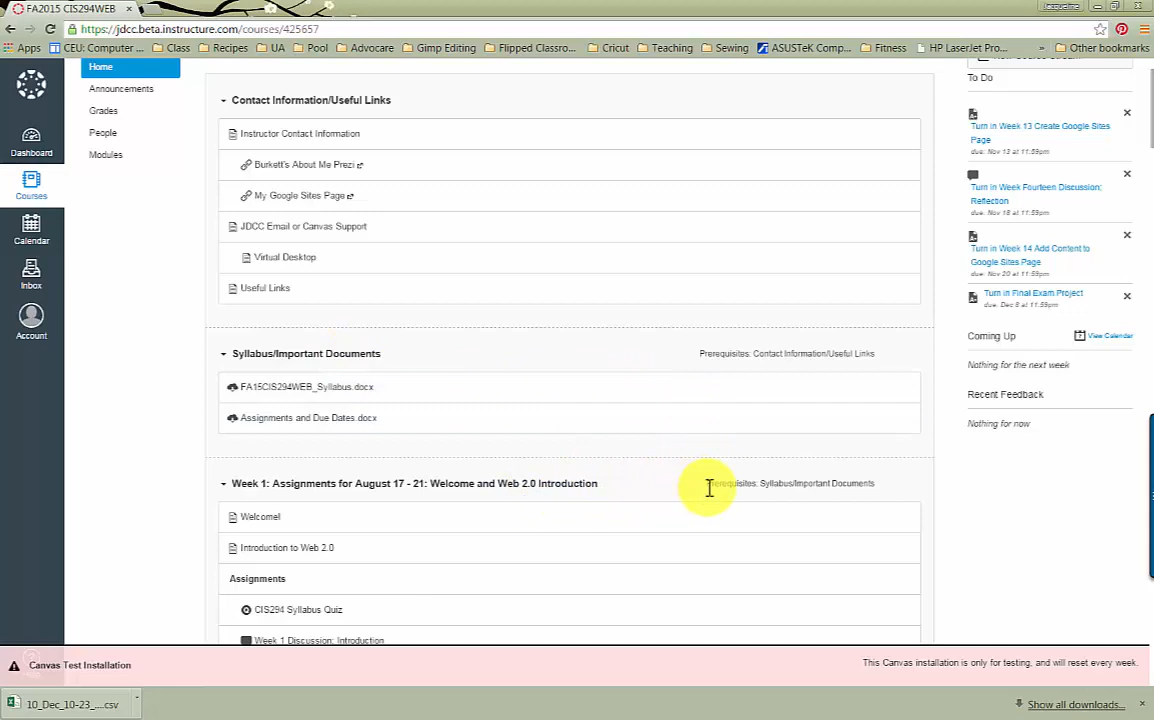 FA2015 CIS294WEB
Jacqueline
https://jdcc.beta.instructure.com/courses/425657
Apps
CEU: Computer ...
Class
Recipes
UA
Pool
Advocare
Gimp Editing
Flipped Classro...
Cricut
Teaching
Sewing
ASUSTeK Comp...
Fitness
HP LaserJet Pro...
»
Other bookmarks
Dashboard
Courses
Calendar
Inbox
Account
Home
Announcements
Grades
People
Modules
Contact Information/Useful Links
Instructor Contact Information
Burkett's About Me Prezi
My Google Sites Page
JDCC Email or Canvas Support
Virtual Desktop
Useful Links
Syllabus/Important Documents
Prerequisites: Contact Information/Useful Links
FA15CIS294WEB_Syllabus.docx
Assignments and Due Dates.docx
Week 1: Assignments for August 17 - 21: Welcome and Web 2.0 Introduction
Prerequisites: Syllabus/Important Documents
Welcome!
Introduction to Web 2.0
Assignments
CIS294 Syllabus Quiz
Week 1 Discussion: Introduction
To Do
Turn in Week 13 Create Google Sites
Page
due: Nov 13 at 11:59pm
Turn in Week Fourteen Discussion:
Reflection
due: Nov 18 at 11:59pm
Turn in Week 14 Add Content to
Google Sites Page
due: Nov 20 at 11:59pm
Turn in Final Exam Project
due: Dec 8 at 11:59pm
Coming Up
View Calendar
Nothing for the next week
Recent Feedback
Nothing for now
Canvas Test Installation
This Canvas installation is only for testing, and will reset every week.
10_Dec_10-23_....csv
Show all downloads...